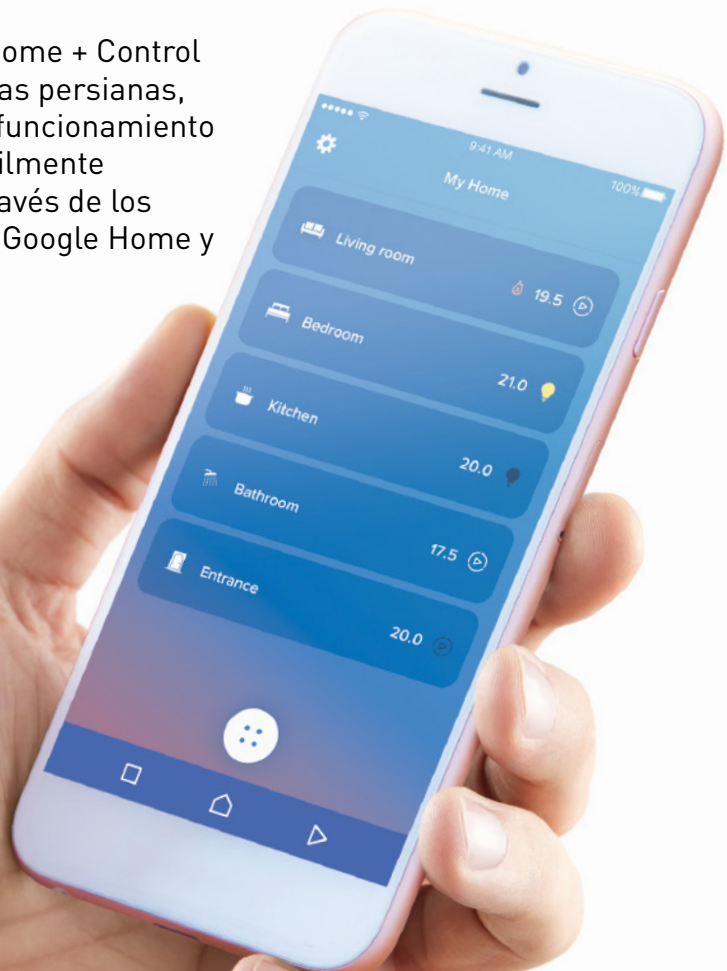 ome + Control
as persianas,
funcionamiento
ilmente
avés de los
Google Home y
9:41 AM
100%
My Home
Living room
19.5
Bedroom
21.0
Kitchen
20.0
Bathroom
17.5
Entrance
20.0